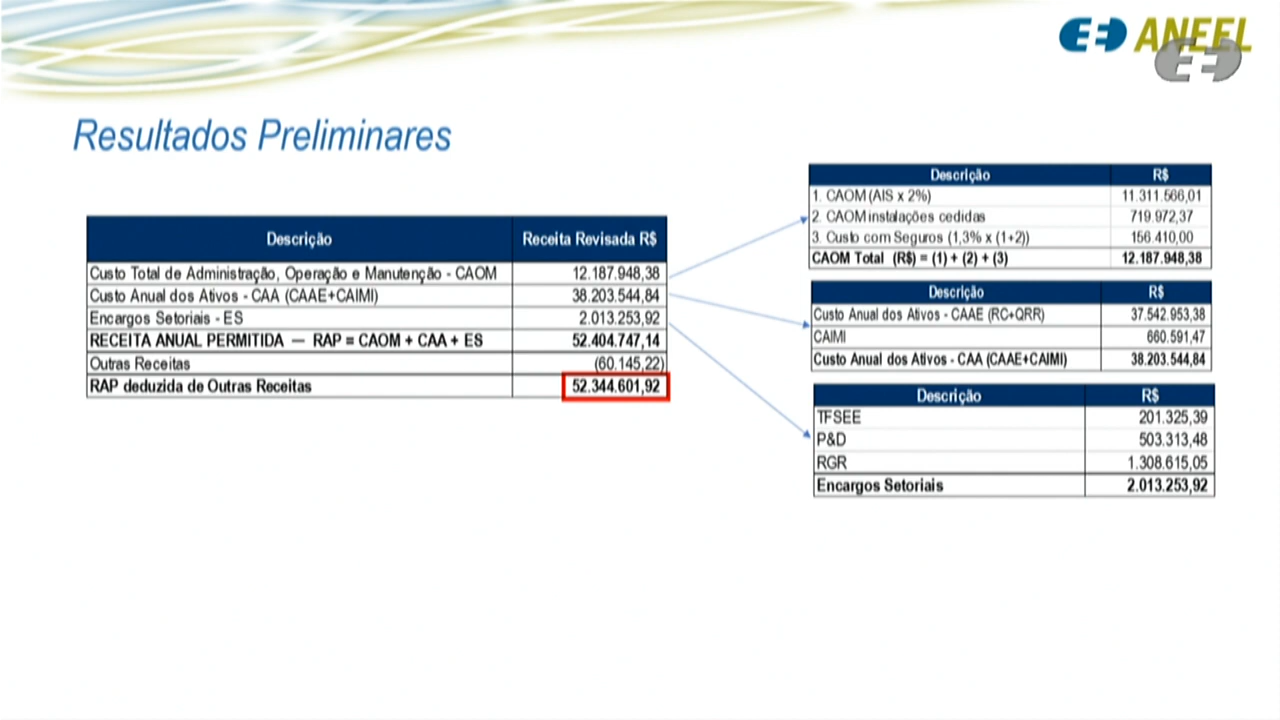 ANEEL
Resultados Preliminares
Descrição Receita Revisada R$
Custo Total de Administração, Operação e Manutenção - CAOM 12.187.948,38
Custo Anual dos Ativos - CAA (CAAE+CAIMI) 38.203.544,84
Encargos Setoriais - ES 2.013.253,92
RECEITA ANUAL PERMITIDA — RAP = CAOM + CAA + ES 52.404.747,14
Outras Receitas (60.145,22)
RAP deduzida de Outras Receitas 52.344.601,92
Descrição R$
1. CAOM (AIS x 2%) 11.311.566,01
2. CAOM instalações cedidas 719.972,37
3. Custo com Seguros (1,3% x (1+2)) 156.410,00
CAOM Total (R$) = (1) + (2) + (3) 12.187.948,38
Descrição R$
Custo Anual dos Ativos - CAAE (RC+QRR) 37.542.953,38
CAIMI 660.591,47
Custo Anual dos Ativos - CAA (CAAE+CAIMI) 38.203.544,84
Descrição R$
TFSEE 201.325,39
P&D 503.313,48
RGR 1.308.615,05
Encargos Setoriais 2.013.253,92